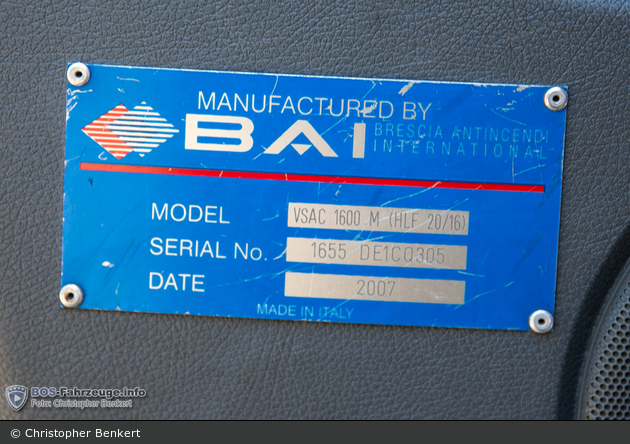 MANUFACTURED BY
BAI BRESCIA ANTINCENDI
INTERNATIONAL
MODEL VSAC 1600 M (HLF 20/16)
SERIAL No. 1655 DE1CQ305
DATE 2007
MADE IN ITALY
BOS-Fahrzeuge.Info
Foto: Christopher Benkert
© Christopher Benkert